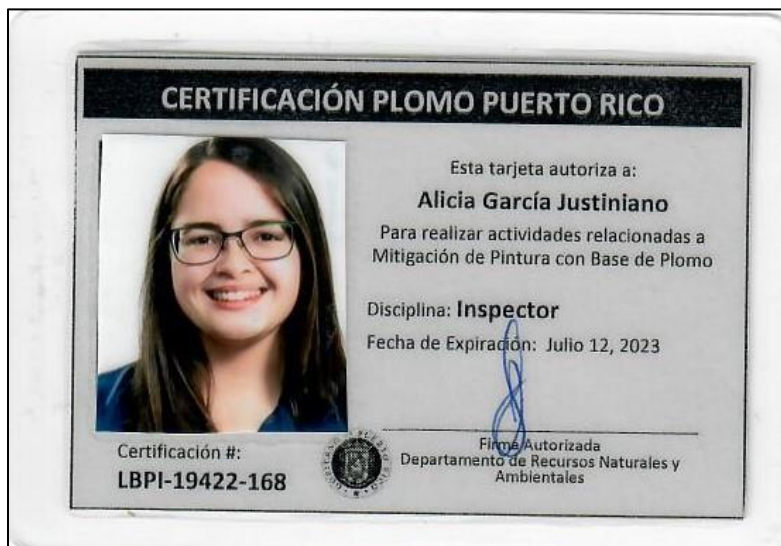 CERTIFICACIÓN PLOMO PUERTO RICO
Esta tarjeta autoriza a:
Alicia García Justiniano
Para realizar actividades relacionadas a
Mitigación de Pintura con Base de Plomo
Disciplina: Inspector
Fecha de Expiración: Julio 12, 2023
Firma Autorizada
Departamento de Recursos Naturales y
Ambientales
Certificación #:
LBPI-19422-168